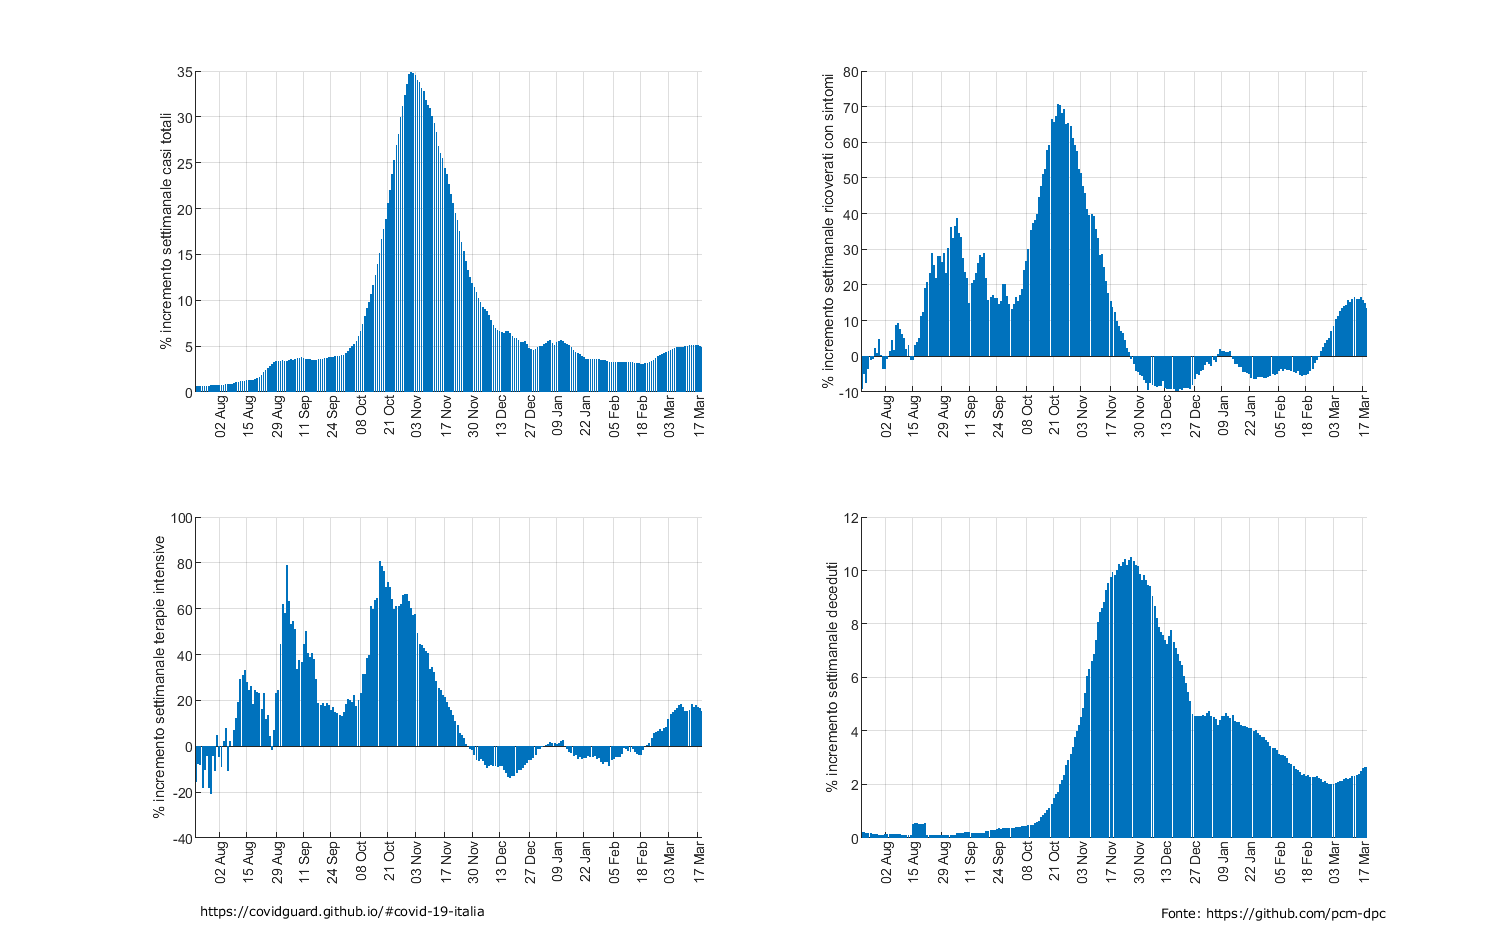 % incremento settimanale casi totali
35
30
25
20
15
10
5
0
02 Aug
15 Aug
29 Aug
11 Sep
24 Sep
08 Oct
21 Oct
03 Nov
17 Nov
30 Nov
13 Dec
27 Dec
09 Jan
22 Jan
05 Feb
18 Feb
03 Mar
17 Mar
% incremento settimanale ricoverati con sintomi
80
70
60
50
40
30
20
10
0
-10
02 Aug
15 Aug
29 Aug
11 Sep
24 Sep
08 Oct
21 Oct
03 Nov
17 Nov
30 Nov
13 Dec
27 Dec
09 Jan
22 Jan
05 Feb
18 Feb
03 Mar
17 Mar
% incremento settimanale terapie intensive
100
80
60
40
20
0
-20
-40
02 Aug
15 Aug
29 Aug
11 Sep
24 Sep
08 Oct
21 Oct
03 Nov
17 Nov
30 Nov
13 Dec
27 Dec
09 Jan
22 Jan
05 Feb
18 Feb
03 Mar
17 Mar
% incremento settimanale deceduti
12
10
8
6
4
2
0
02 Aug
15 Aug
29 Aug
11 Sep
24 Sep
08 Oct
21 Oct
03 Nov
17 Nov
30 Nov
13 Dec
27 Dec
09 Jan
22 Jan
05 Feb
18 Feb
03 Mar
17 Mar
https://covidguard.github.io/#covid-19-italia
Fonte: https://github.com/pcm-dpc